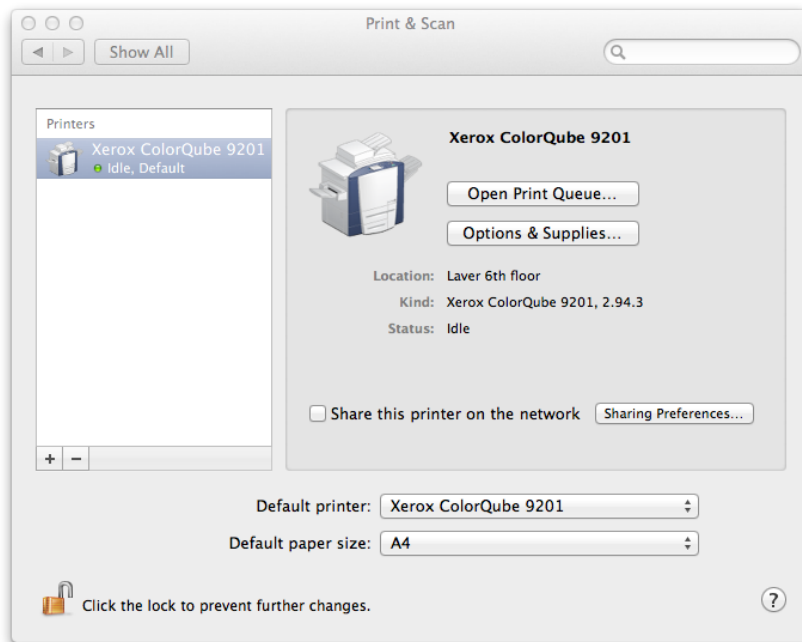 Print & Scan
Show All
Printers
Xerox ColorQube 9201
Idle, Default
Xerox ColorQube 9201
Open Print Queue...
Options & Supplies...
Location: Laver 6th floor
Kind: Xerox ColorQube 9201, 2.94.3
Status: Idle
Share this printer on the network Sharing Preferences...
+ −
Default printer: Xerox ColorQube 9201
Default paper size: A4
Click the lock to prevent further changes. ?